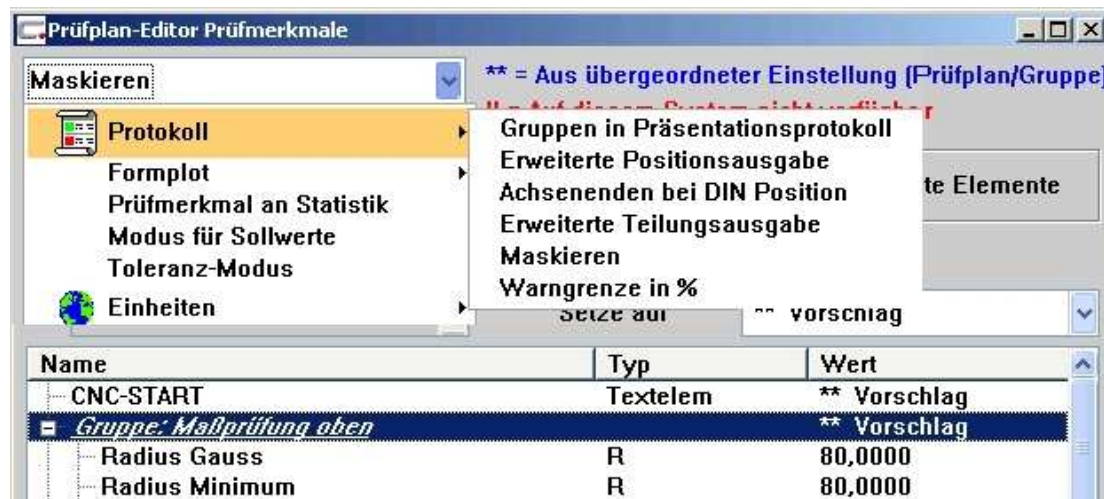 Prüfplan-Editor Prüfmerkmale
Maskieren
** = Aus übergeordneter Einstellung (Prüfplan/Gruppe)
Protokoll
Formplot
Prüfmerkmal an Statistik
Modus für Sollwerte
Toleranz-Modus
Einheiten
Gruppen in Präsentationsprotokoll
Erweiterte Positionsausgabe
Achsenenden bei DIN Position
Erweiterte Teilungsausgabe
Maskieren
Warngrenze in %
te Elemente
Setze auf
** Vorschlag
Name Typ Wert
CNC-START Textelem ** Vorschlag
Gruppe: Maßprüfung oben ** Vorschlag
Radius Gauss R 80,0000
Radius Minimum R 80,0000